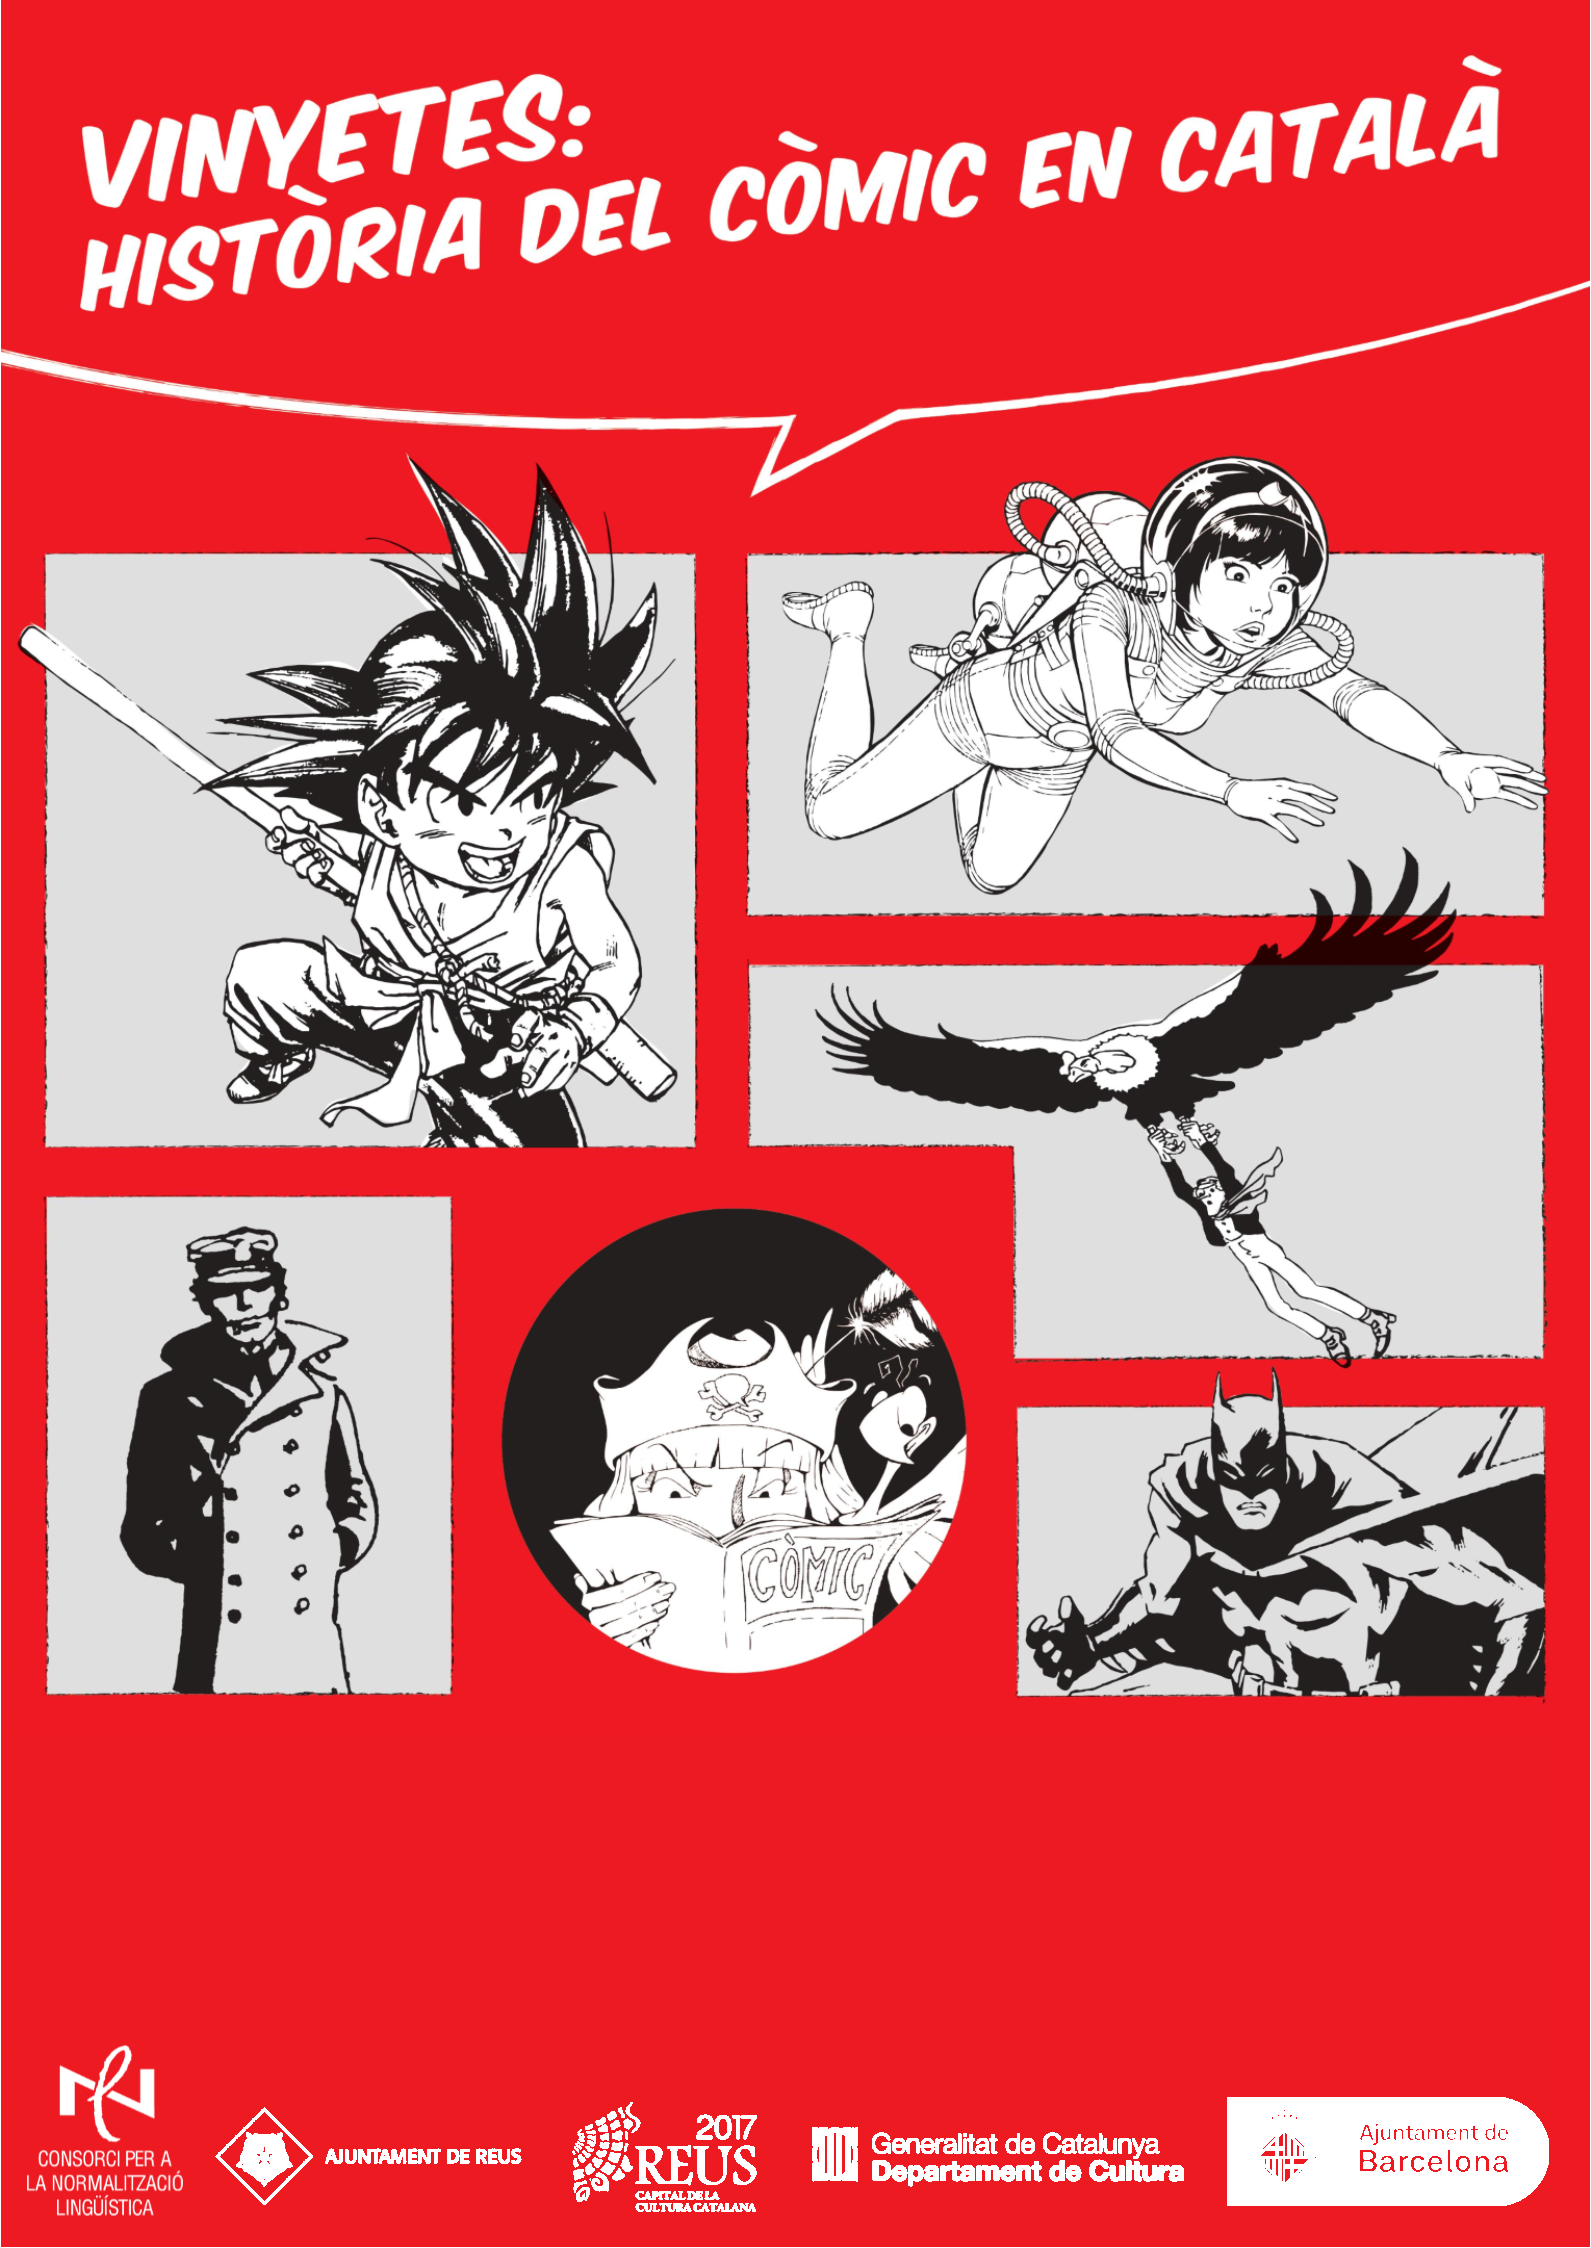 VINYETES:
HISTÒRIA DEL CÒMIC EN CATALÀ
CÒMIC
CONSORCI PER A
LA NORMALITZACIÓ
LINGÜÍSTICA
AJUNTAMENT DE REUS
2017
REUS
CAPITAL DE LA
CULTURA CATALANA
Generalitat de Catalunya
Departament de Cultura
Ajuntament de
Barcelona